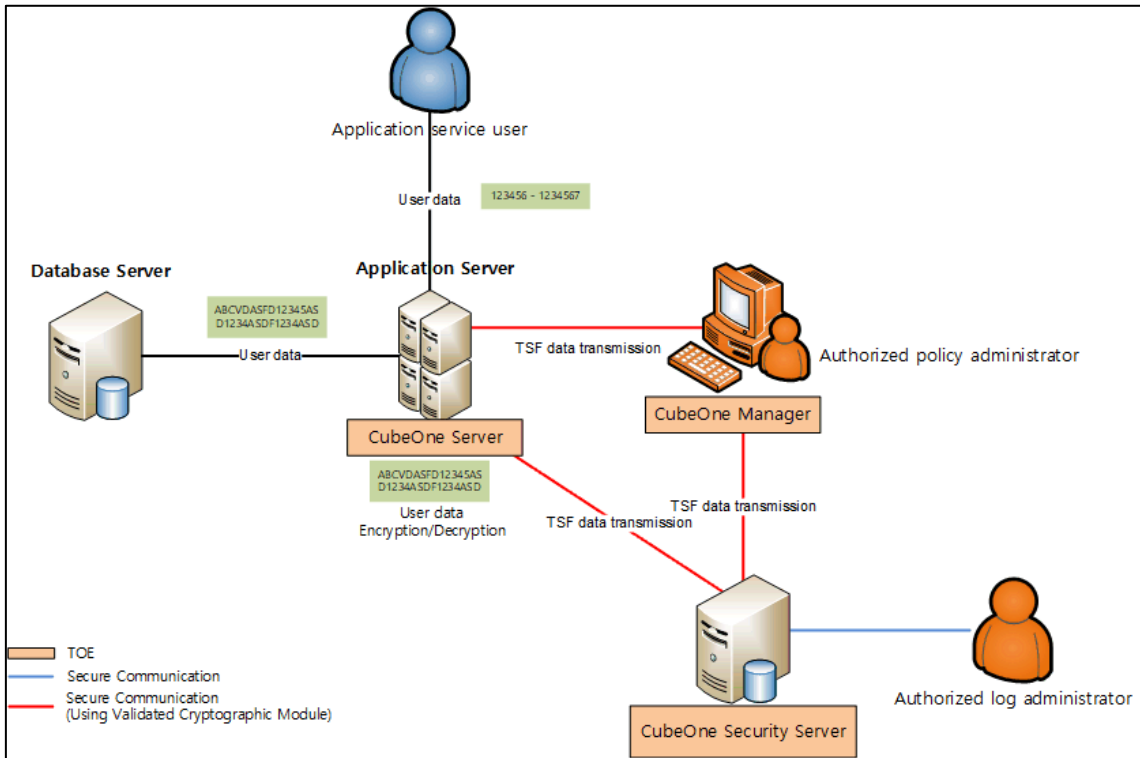 Application service user
User data
123456 - 1234567
Database Server
Application Server
ABCVDASFD12345AS
D1234ASDF1234ASD
User data
TSF data transmission
Authorized policy administrator
CubeOne Manager
CubeOne Server
ABCVDASFD12345AS
D1234ASDF1234ASD
User data
Encryption/Decryption
TSF data transmission
TSF data transmission
TOE
Secure Communication
Secure Communication
(Using Validated Cryptographic Module)
Authorized log administrator
CubeOne Security Server